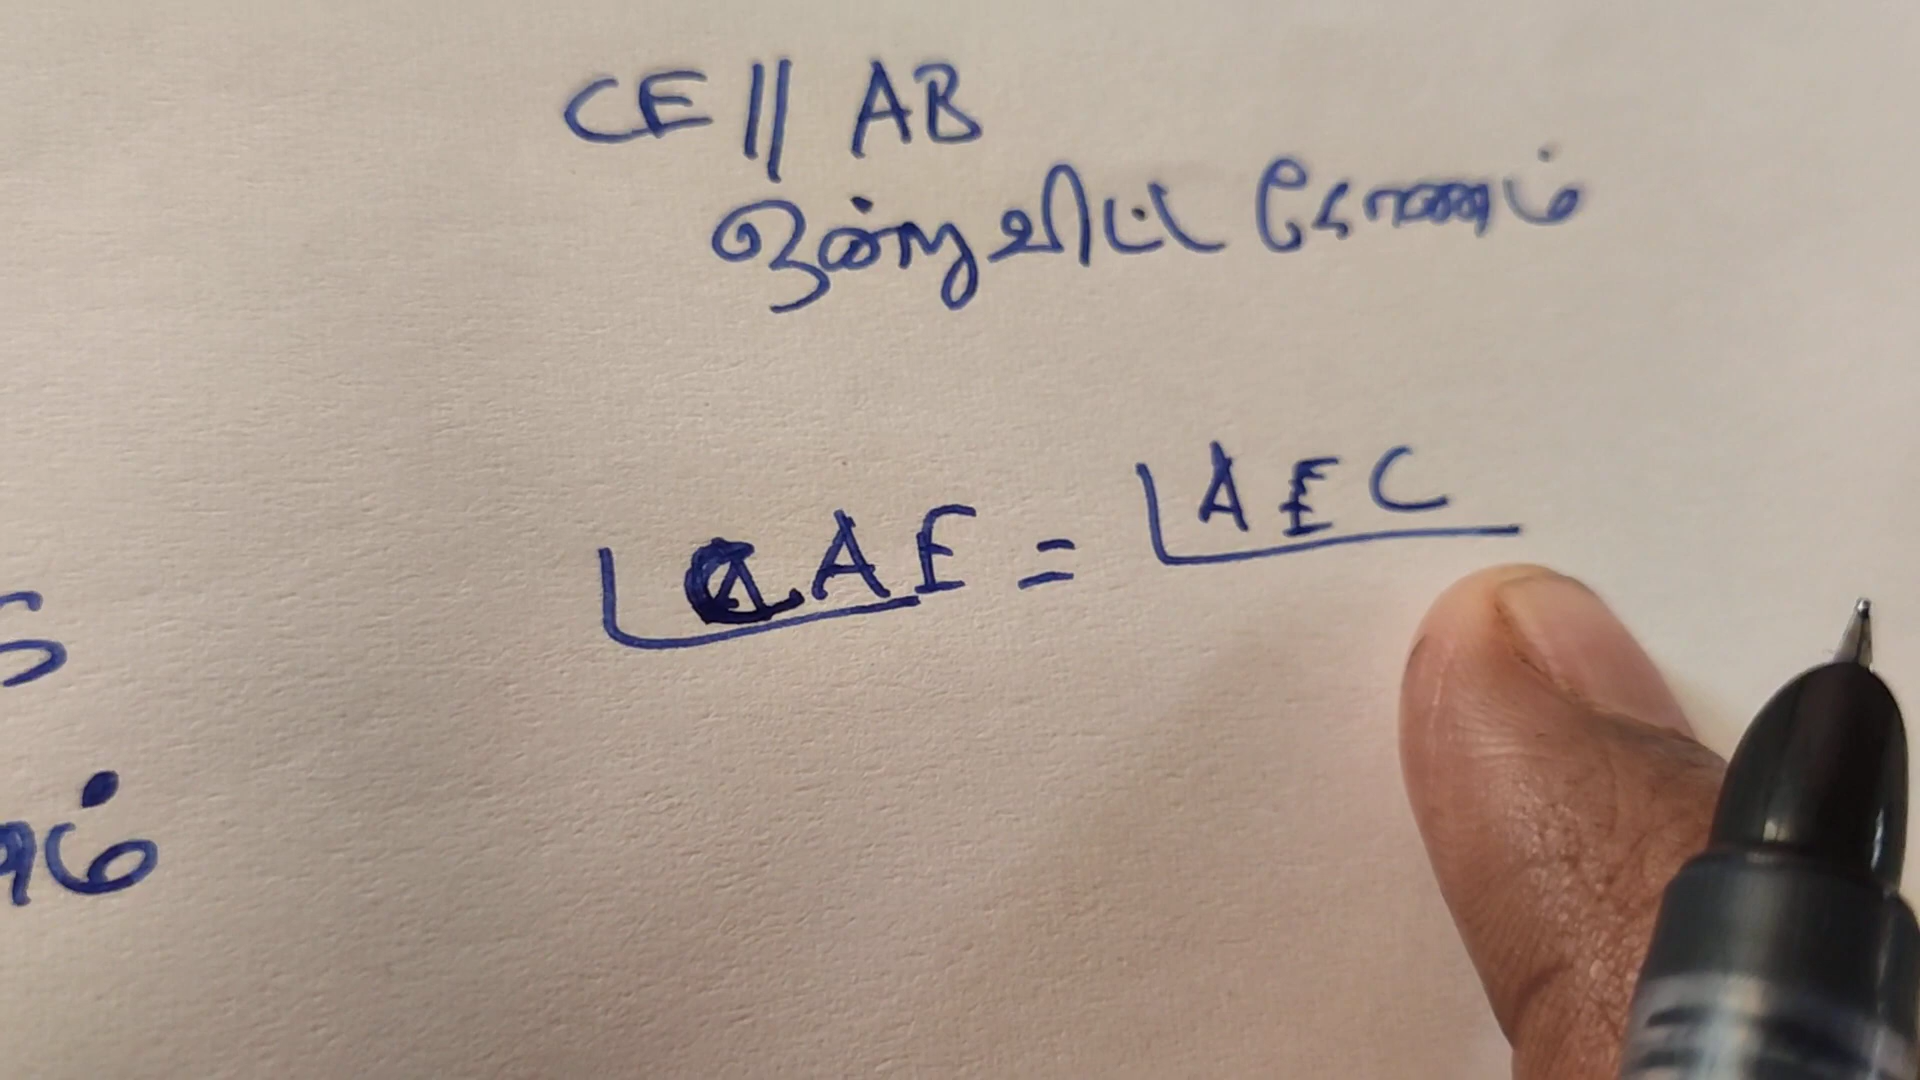 CE || AB
ஒன்றுவிட்ட கோணம்
∠CAE = ∠AEC